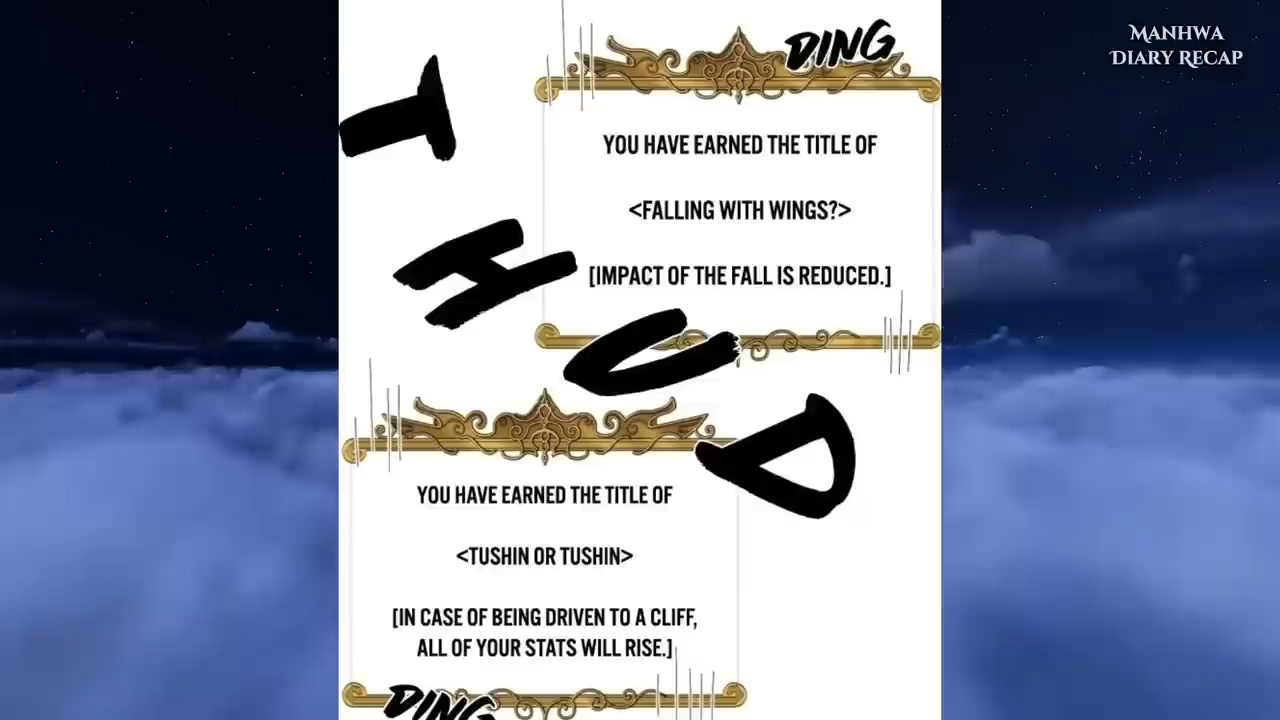 MANHWA
DIARY RECAP
DING
YOU HAVE EARNED THE TITLE OF
<FALLING WITH WINGS?>
[IMPACT OF THE FALL IS REDUCED.]
THUD
YOU HAVE EARNED THE TITLE OF
<TUSHIN OR TUSHIN>
[IN CASE OF BEING DRIVEN TO A CLIFF,
ALL OF YOUR STATS WILL RISE.]
DING